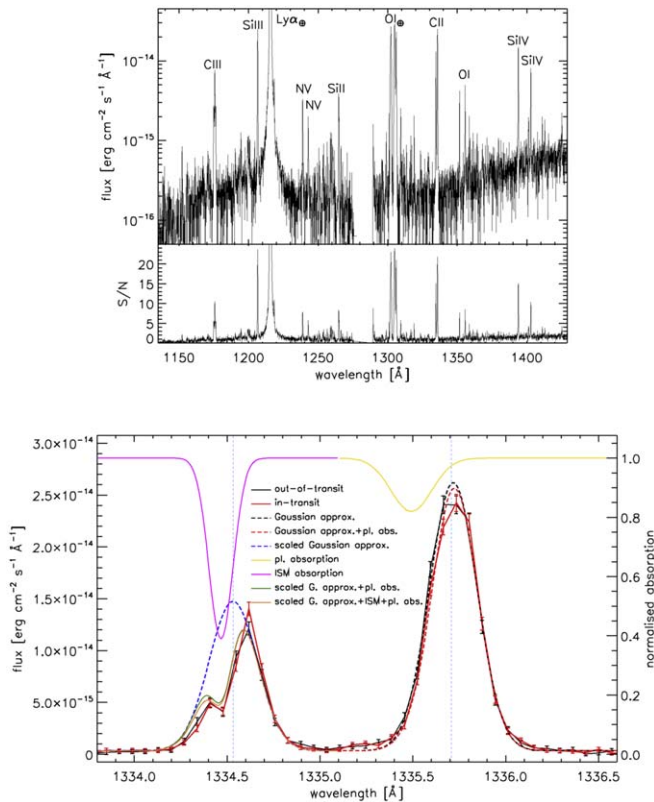 CIII
SiIII
Lyα⊕
NV
NV
SiII
OI⊕
CII
OI
SiIV
SiIV
flux [erg cm⁻² s⁻¹ Å⁻¹]
10⁻¹⁴
10⁻¹⁵
10⁻¹⁶
S/N
20
15
10
5
0
1150 1200 1250 1300 1350 1400
wavelength [Å]
3.0×10⁻¹⁴
2.5×10⁻¹⁴
2.0×10⁻¹⁴
1.5×10⁻¹⁴
1.0×10⁻¹⁴
5.0×10⁻¹⁵
0
flux [erg cm⁻² s⁻¹ Å⁻¹]
out-of-transit
in-transit
Gaussian approx.
Gaussian approx.+pl. abs.
scaled Gaussian approx.
pl. absorption
ISM absorption
scaled G. approx.+pl. abs.
scaled G. approx.+ISM+pl. abs.
1.0
0.8
0.6
0.4
0.2
0.0
normalised absorption
1334.0 1334.5 1335.0 1335.5 1336.0 1336.5
wavelength [Å]